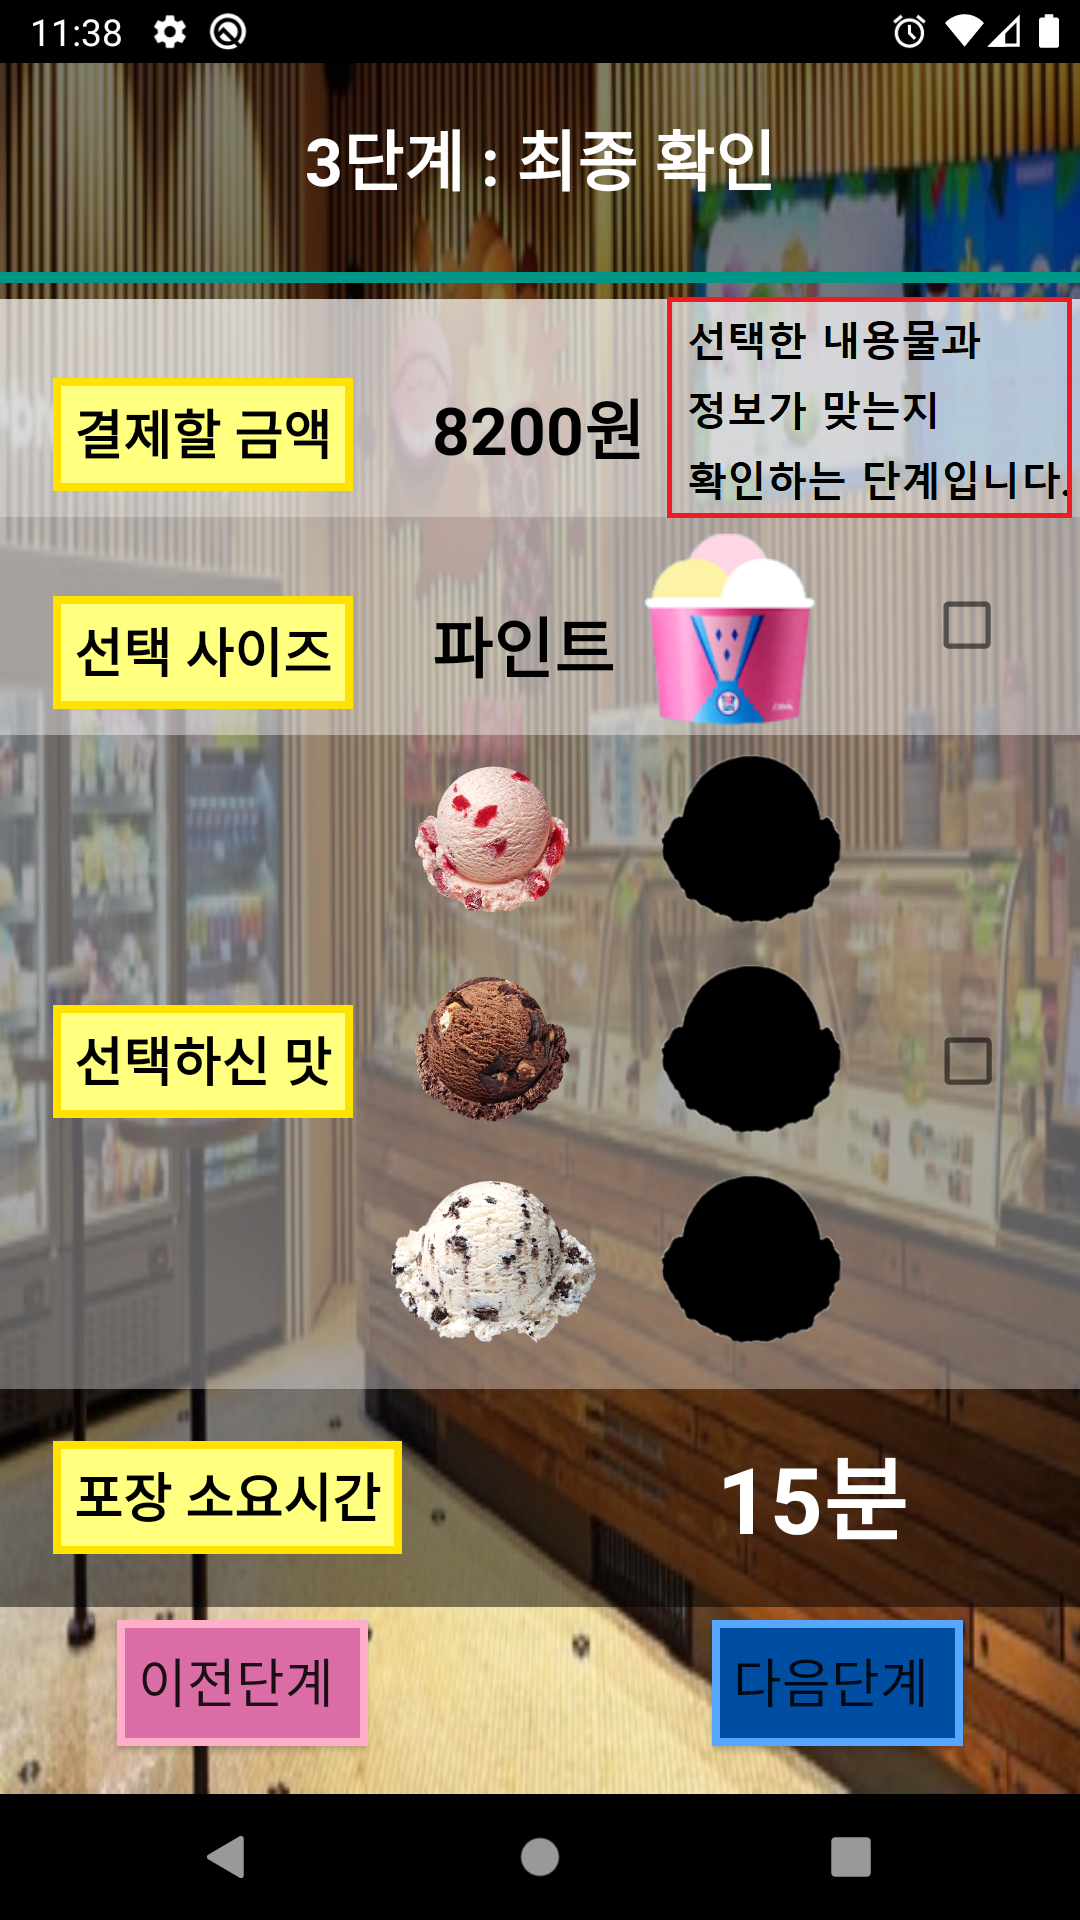 11:38
3단계 : 최종 확인
선택한 내용물과
정보가 맞는지
확인하는 단계입니다.
결제할 금액
8200원
선택 사이즈
파인트
선택하신 맛
포장 소요시간
15분
이전단계
다음단계